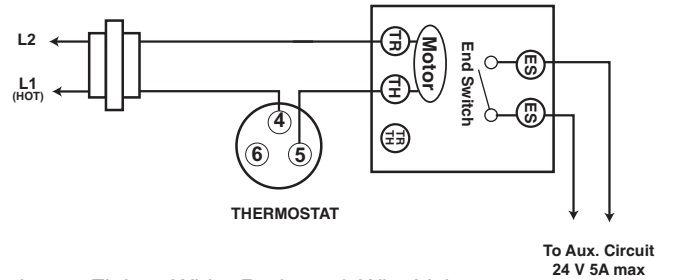 L2
L1
(HOT)
TR
TH
TR
TH
Motor
End Switch
ES
ES
4
6
5
THERMOSTAT
To Aux. Circuit
24 V 5A max